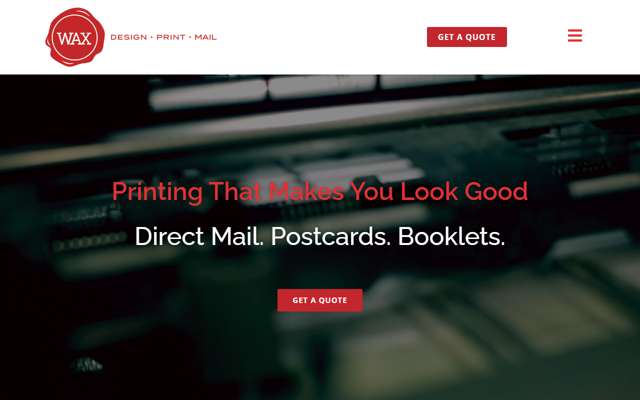 WAX
DESIGN • PRINT • MAIL
GET A QUOTE
Printing That Makes You Look Good
Direct Mail. Postcards. Booklets.
GET A QUOTE